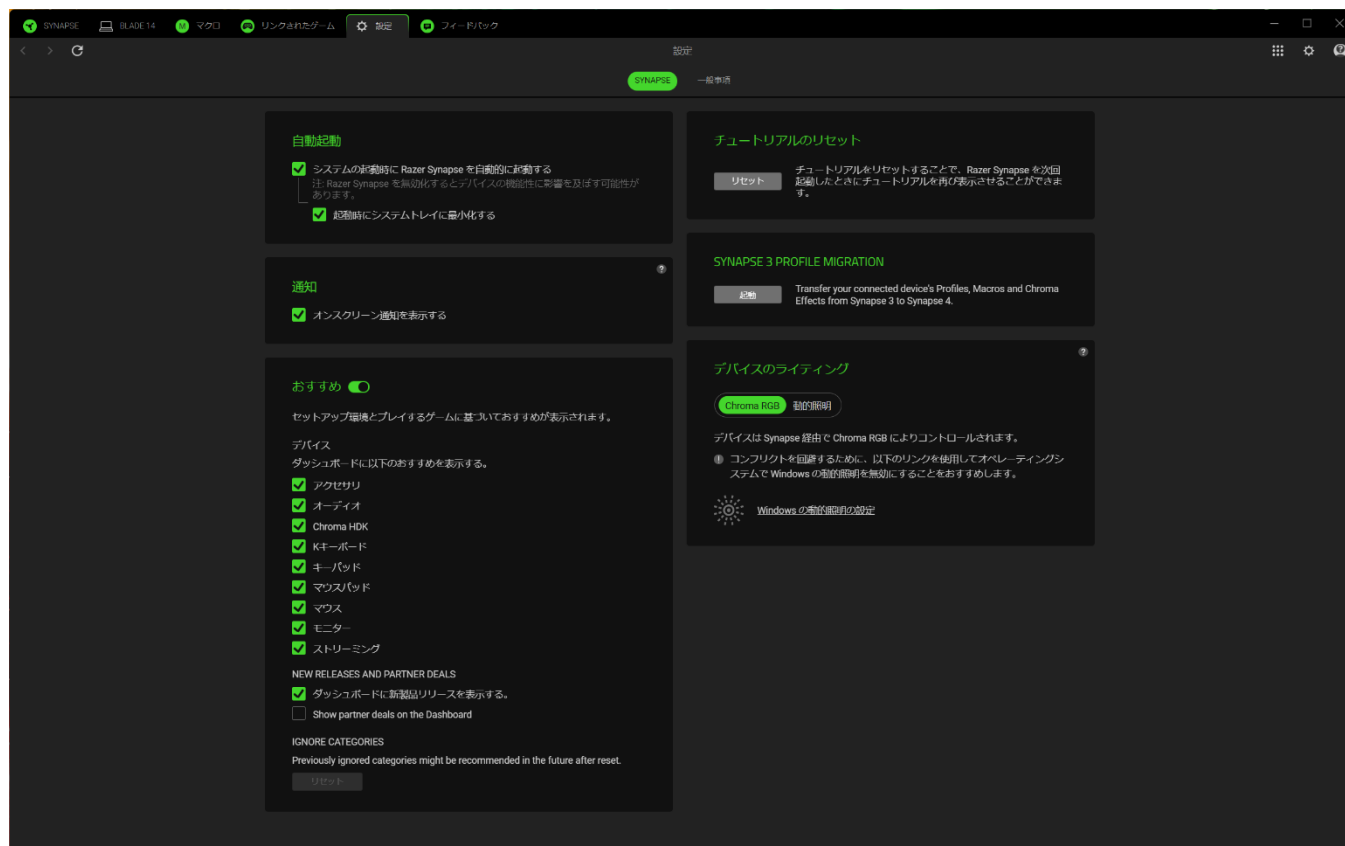 SYNAPSE BLADE 14 マクロ リンクされたゲーム 設定 フィードバック
設定
SYNAPSE 一般事項
自動起動
システムの起動時に Razer Synapse を自動的に起動する
注: Razer Synapse を無効化するとデバイスの機能性に影響を及ぼす可能性が
あります。
起動時にシステムトレイに最小化する
通知
オンスクリーン通知を表示する
おすすめ
セットアップ環境とプレイするゲームに基づいておすすめが表示されます。
デバイス
ダッシュボードに以下のおすすめを表示する。
アクセサリ
オーディオ
Chroma HDK
Kキーボード
キーパッド
マウスパッド
マウス
モニター
ストリーミング
NEW RELEASES AND PARTNER DEALS
ダッシュボードに新製品リリースを表示する。
Show partner deals on the Dashboard
IGNORE CATEGORIES
Previously ignored categories might be recommended in the future after reset.
リセット
チュートリアルのリセット
リセット
チュートリアルをリセットすることで、Razer Synapse を次回
起動したときにチュートリアルを再び表示させることができま
す。
SYNAPSE 3 PROFILE MIGRATION
起動
Transfer your connected device's Profiles, Macros and Chroma
Effects from Synapse 3 to Synapse 4.
デバイスのライティング
Chroma RGB 動的照明
デバイスは Synapse 経由で Chroma RGB によりコントロールされます。
コンフリクトを回避するために、以下のリンクを使用してオペレーティングシ
ステムで Windows の動的照明を無効にすることをおすすめします。
Windows の動的照明の設定